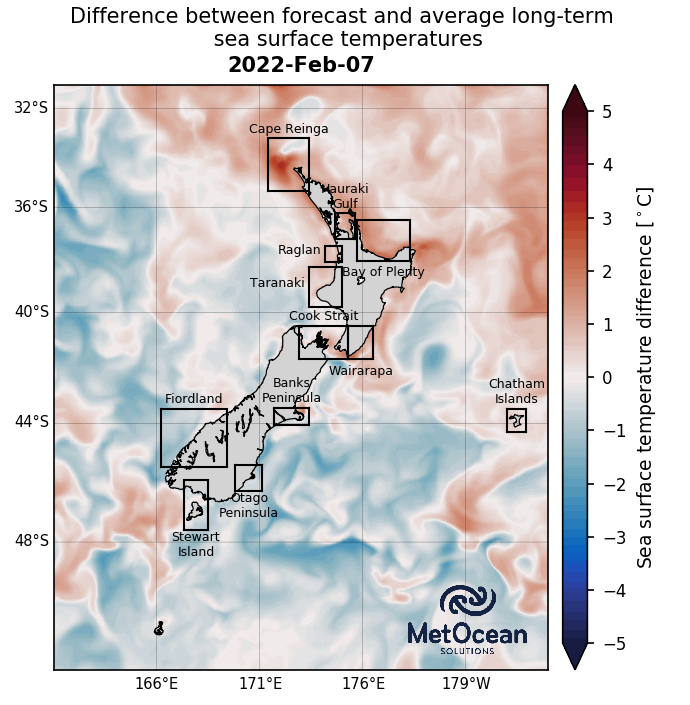 Difference between forecast and average long-term
sea surface temperatures
2022-Feb-07
32°S
36°S
40°S
44°S
48°S
166°E
171°E
176°E
179°W
Cape Reinga
Hauraki
Gulf
Raglan
Bay of Plenty
Taranaki
Cook Strait
Wairarapa
Banks
Peninsula
Fiordland
Chatham
Islands
Otago
Peninsula
Stewart
Island
MetOcean
SOLUTIONS
5
4
3
2
1
0
−1
−2
−3
−4
−5
Sea surface temperature difference [°C]